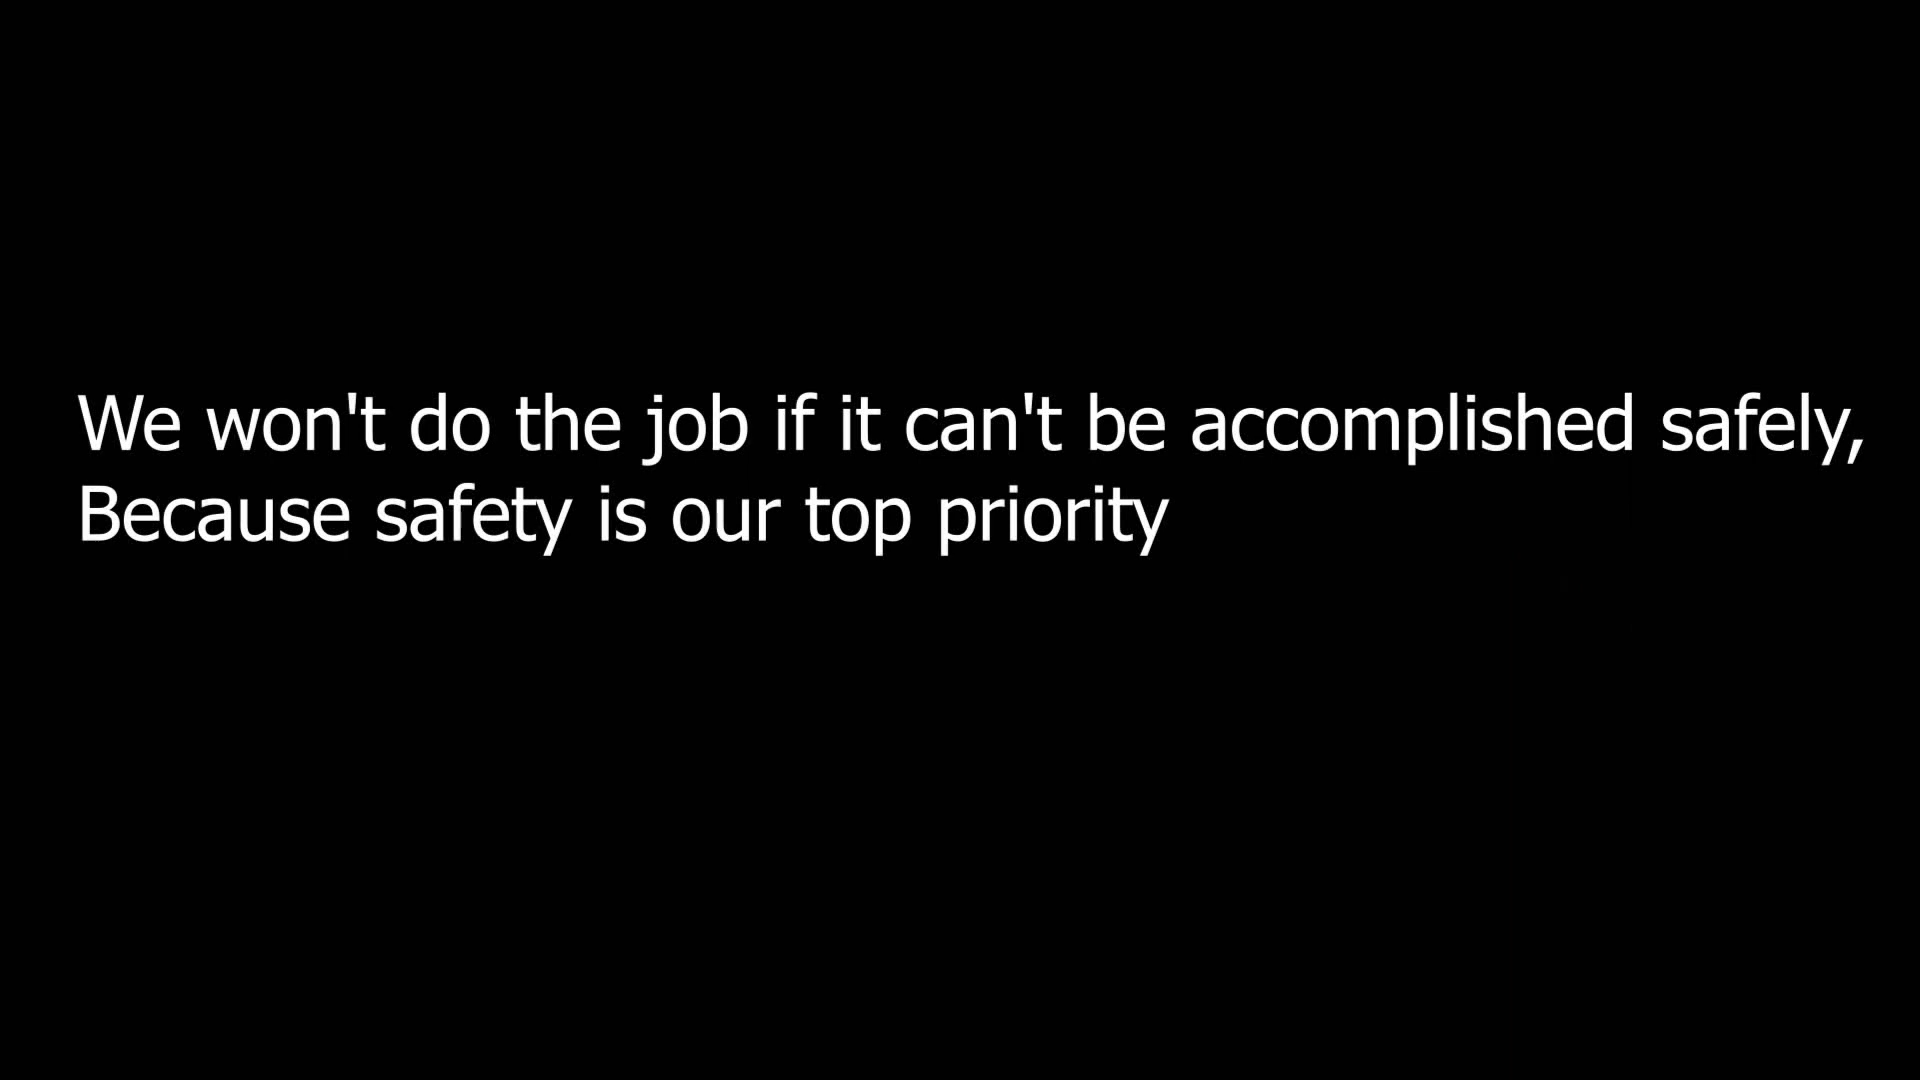 We won't do the job if it can't be accomplished safely,
Because safety is our top priority